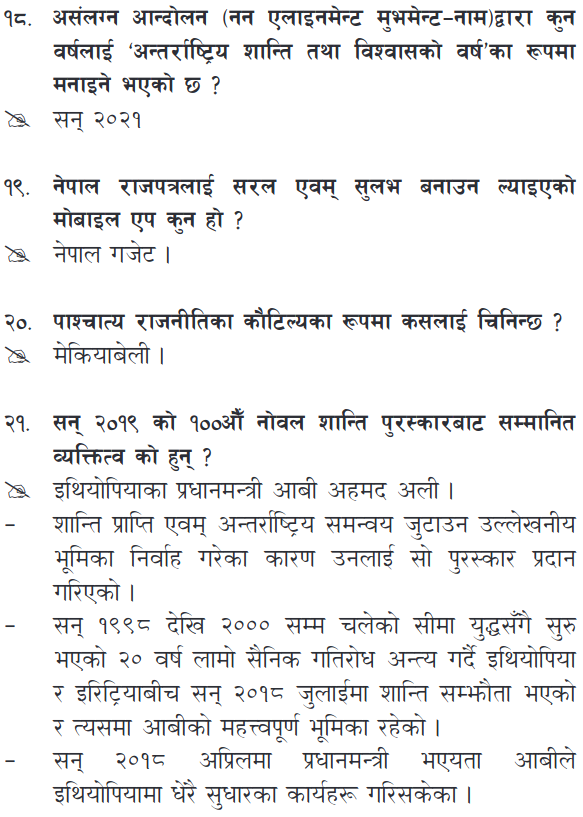 १८. असंलग्न आन्दोलन (नन एलाइनमेन्ट मुभमेन्ट–नाम)द्वारा कुन
वर्षलाई ‘अन्तर्राष्ट्रिय शान्ति तथा विश्वासको वर्ष’का रूपमा
मनाइने भएको छ ?
सन् २०२१
१९. नेपाल राजपत्रलाई सरल एवम् सुलभ बनाउन ल्याइएको
मोबाइल एप कुन हो ?
नेपाल गजेट ।
२०. पाश्चात्य राजनीतिका कौटिल्यका रूपमा कसलाई चिनिन्छ ?
मेकियाबेली ।
२१. सन् २०१९ को १००औँ नोवल शान्ति पुरस्कारबाट सम्मानित
व्यक्तित्व को हुन् ?
इथियोपियाका प्रधानमन्त्री आबी अहमद अली ।
– शान्ति प्राप्ति एवम् अन्तर्राष्ट्रिय समन्वय जुटाउन उल्लेखनीय
भूमिका निर्वाह गरेका कारण उनलाई सो पुरस्कार प्रदान
गरिएको ।
– सन् १९९८ देखि २००० सम्म चलेको सीमा युद्धसँगै सुरु
भएको २० वर्ष लामो सैनिक गतिरोध अन्त्य गर्दै इथियोपिया
र इरिट्रियाबीच सन् २०१८ जुलाईमा शान्ति सम्झौता भएको
र त्यसमा आबीको महत्त्वपूर्ण भूमिका रहेको ।
– सन् २०१८ अप्रिलमा प्रधानमन्त्री भएयता आबीले
इथियोपियामा धेरै सुधारका कार्यहरू गरिसकेका ।